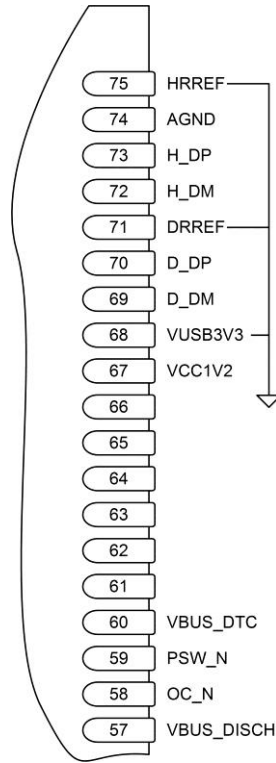 75 HRREF
74 AGND
73 H_DP
72 H_DM
71 DRREF
70 D_DP
69 D_DM
68 VUSB3V3
67 VCC1V2
66
65
64
63
62
61
60 VBUS_DTC
59 PSW_N
58 OC_N
57 VBUS_DISCH